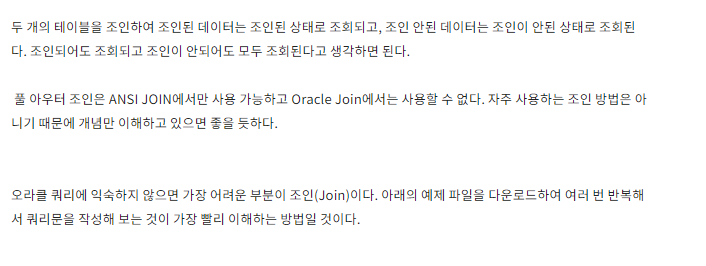 두 개의 테이블을 조인하여 조인된 데이터는 조인된 상태로 조회되고, 조인 안된 데이터는 조인이 안된 상태로 조회된
다. 조인되어도 조회되고 조인이 안되어도 모두 조회된다고 생각하면 된다.
풀 아우터 조인은 ANSI JOIN에서만 사용 가능하고 Oracle Join에서는 사용할 수 없다. 자주 사용하는 조인 방법은 아
니기 때문에 개념만 이해하고 있으면 좋을 듯하다.
오라클 쿼리에 익숙하지 않으면 가장 어려운 부분이 조인(Join)이다. 아래의 예제 파일을 다운로드하여 여러 번 반복해
서 쿼리문을 작성해 보는 것이 가장 빨리 이해하는 방법일 것이다.